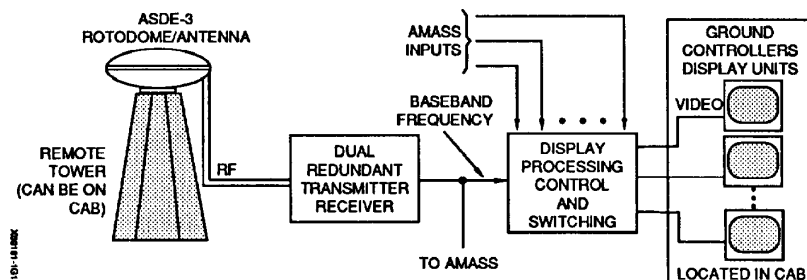 ASDE-3
ROTODOME/ANTENNA
AMASS
INPUTS
GROUND
CONTROLLERS
DISPLAY UNITS
BASEBAND
FREQUENCY
VIDEO
REMOTE
TOWER
(CAN BE ON
CAB)
RF
DUAL
REDUNDANT
TRANSMITTER
RECEIVER
DISPLAY
PROCESSING
CONTROL
AND
SWITCHING
TO AMASS
LOCATED IN CAB